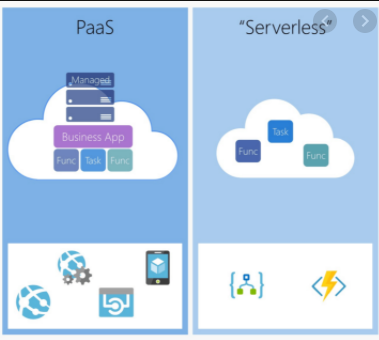 PaaS
Managed
Business App
Func Task Func
“Serverless”
Task
Func
Func